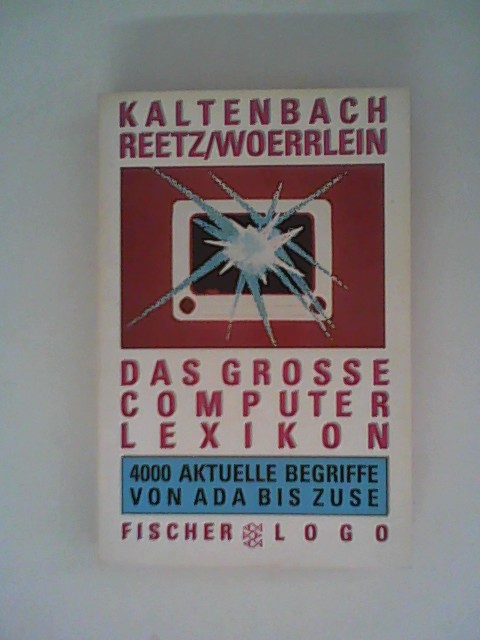 KALTENBACH
REETZ/WOERRLEIN
DAS GROSSE
COMPUTER
LEXIKON
4000 AKTUELLE BEGRIFFE
VON ADA BIS ZUSE
FISCHER LOGO